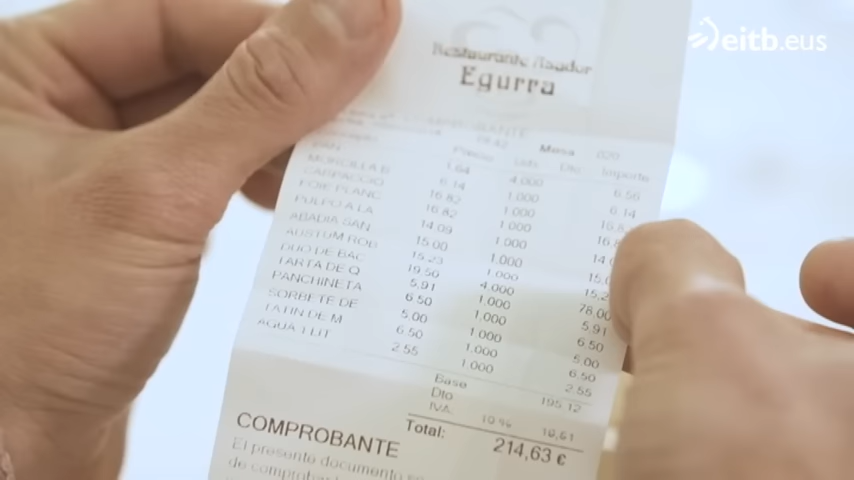 eitb.eus
Restaurante Asador
Egurra
Mesa 020
Precio Dto Importe
PAN 1,64 4,000 6,56
MORCILLA B 6,14 1,000 6,14
CARPACCIO 16,82 1,000
FOIE PLANC 16,82 1,000
PULPO A LA 14,09 1,000
ABADIA SAN 15,00 1,000
AUSTUM ROB 15,23 1,000
DUO DE BAC 19,50 4,000 78,00
TARTA DE Q 5,91 1,000 5,91
PANCHINETA 6,50 1,000 6,50
SORBETE DE 5,00 1,000 5,00
LATIN DE M 6,50 1,000 6,50
AGUA 1 LIT 2,55 1,000 2,55
Base 195,12
Dto
IVA: 10 % 19,51
Total: 214,63 €
COMPROBANTE
El presente documento
de comprobar